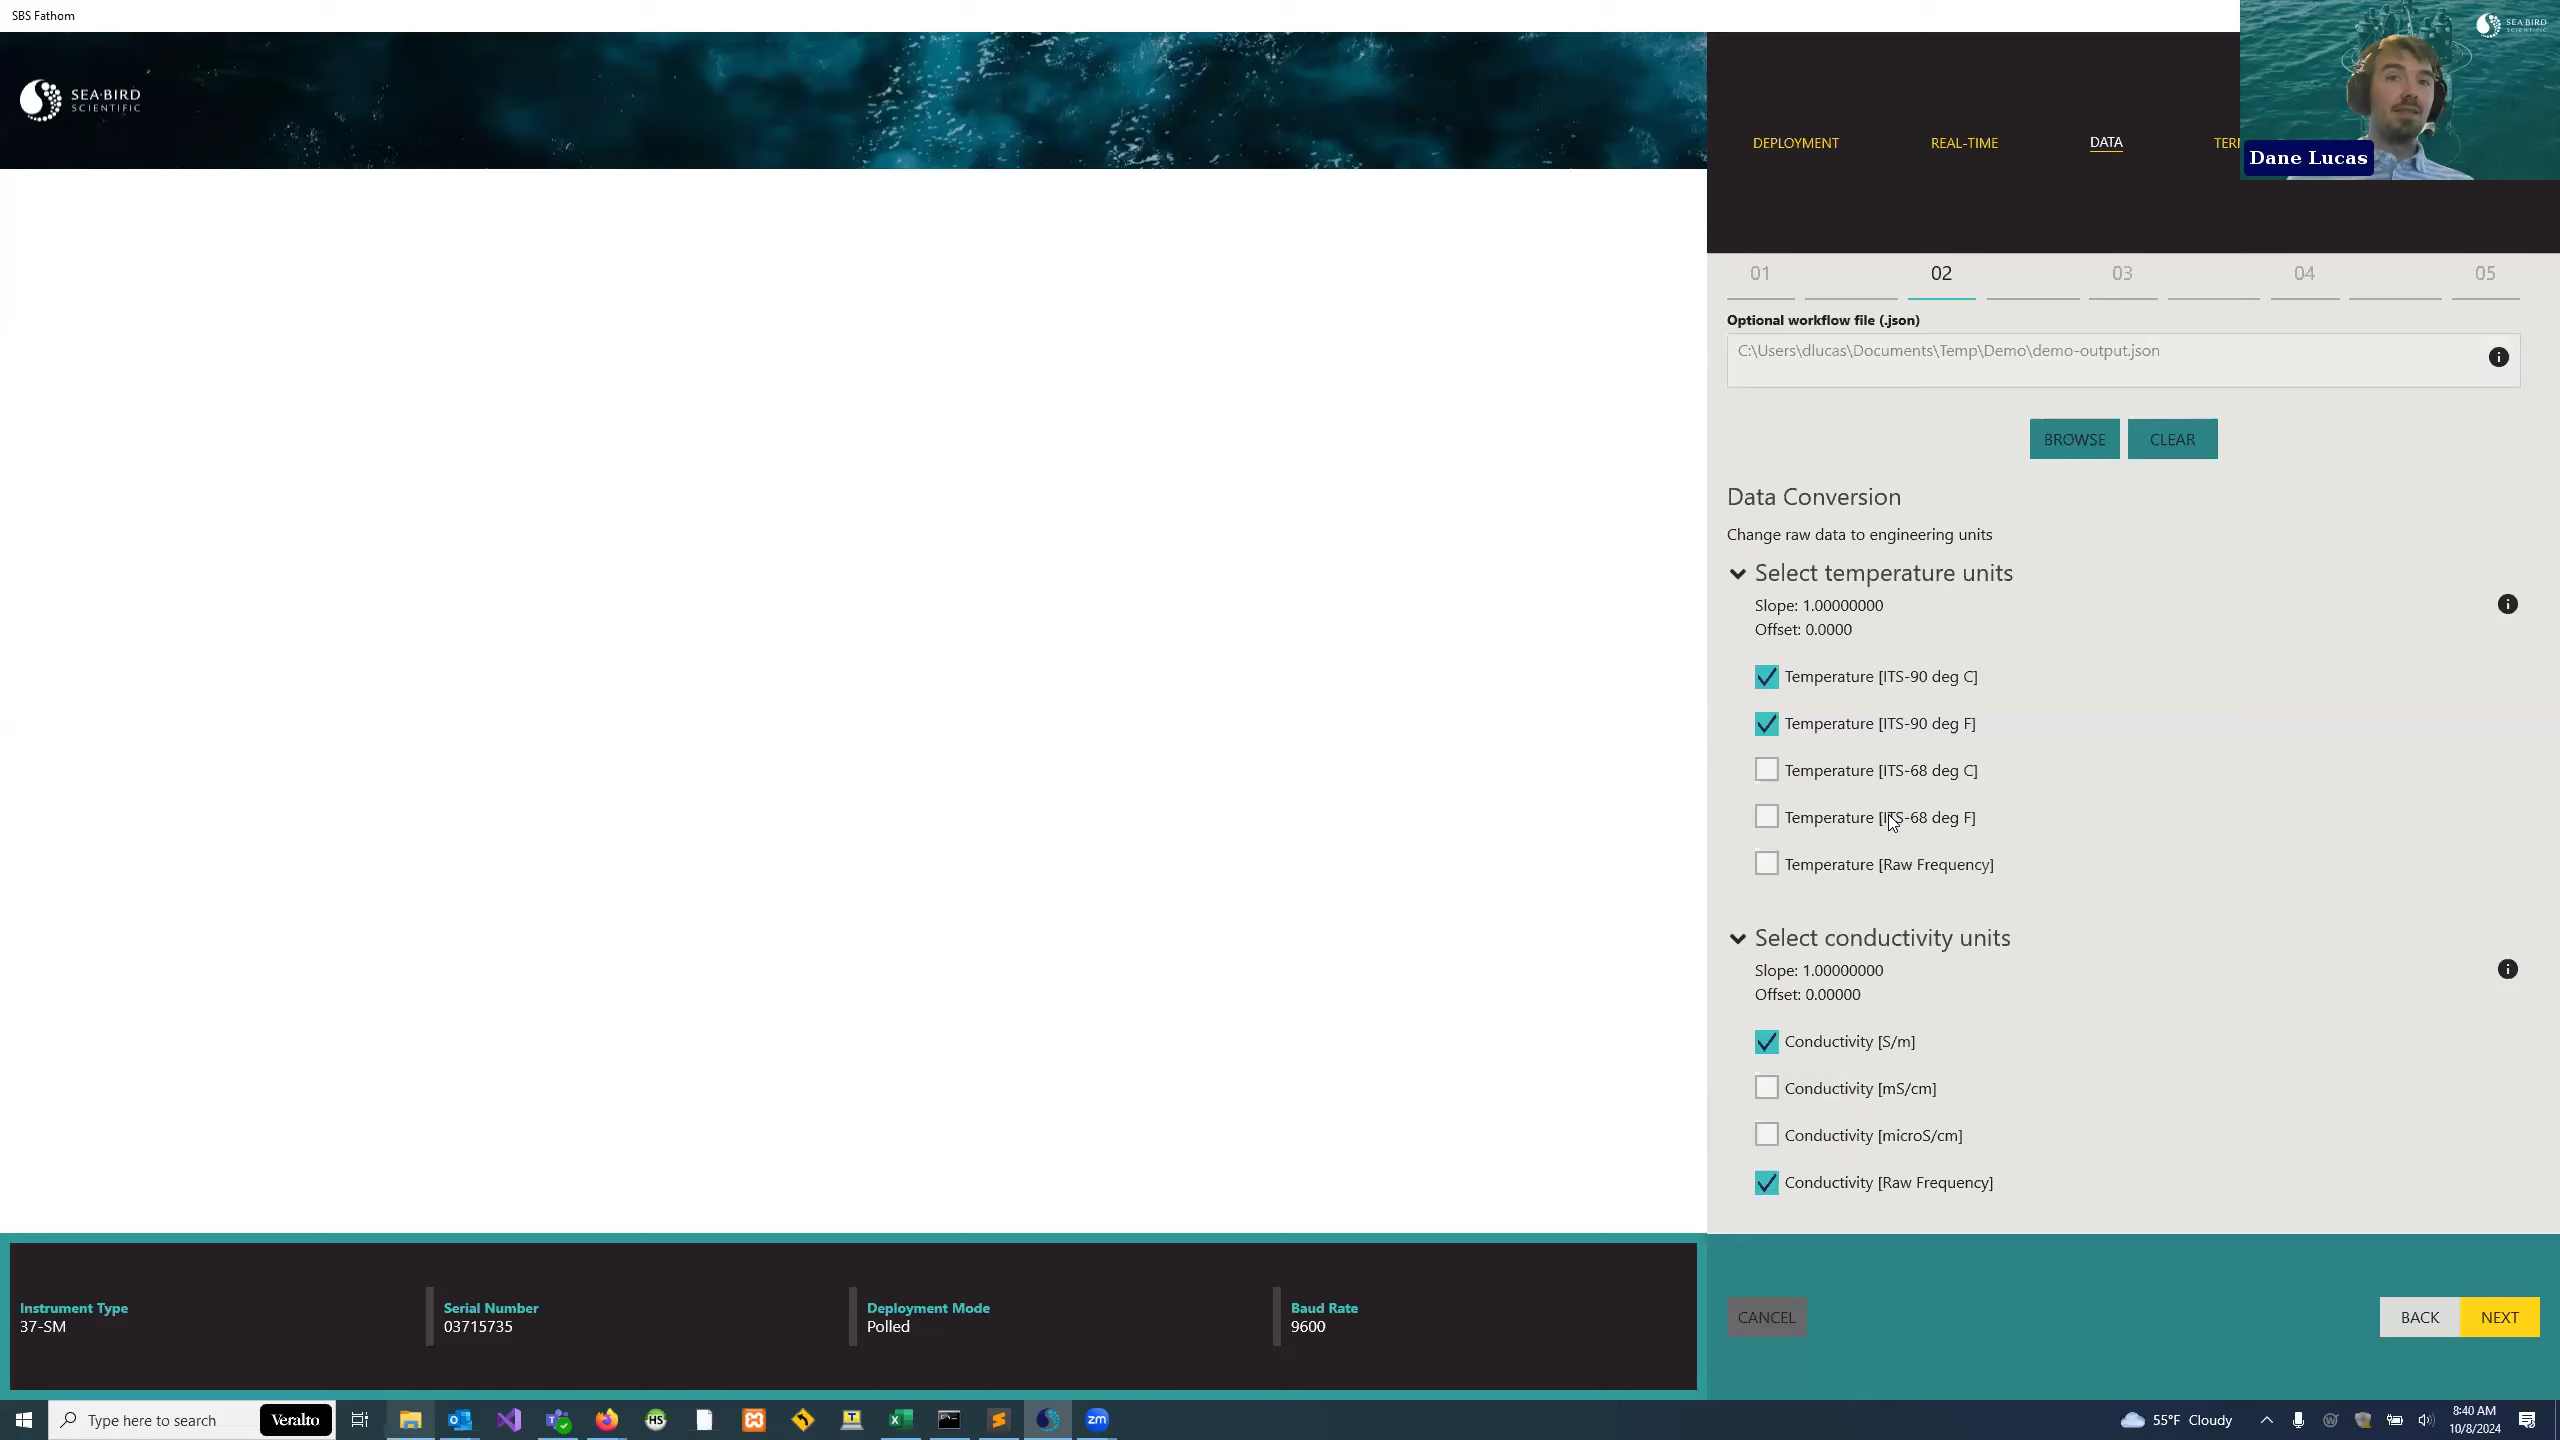 SBS Fathom
SEA·BIRD
SCIENTIFIC
SEA·BIRD
SCIENTIFIC
DEPLOYMENT
REAL-TIME
DATA
Dane Lucas
01
02
03
04
05
Optional workflow file (.json)
C:\Users\dlucas\Documents\Temp\Demo\demo-output.json
BROWSE
CLEAR
Data Conversion
Change raw data to engineering units
Select temperature units
Slope: 1.00000000
Offset: 0.0000
Temperature [ITS-90 deg C]
Temperature [ITS-90 deg F]
Temperature [ITS-68 deg C]
Temperature [ITS-68 deg F]
Temperature [Raw Frequency]
Select conductivity units
Slope: 1.00000000
Offset: 0.00000
Conductivity [S/m]
Conductivity [mS/cm]
Conductivity [microS/cm]
Conductivity [Raw Frequency]
Instrument Type
37-SM
Serial Number
03715735
Deployment Mode
Polled
Baud Rate
9600
CANCEL
BACK
NEXT
Type here to search
Veralto
HS
zm
55°F Cloudy
8:40 AM
10/8/2024